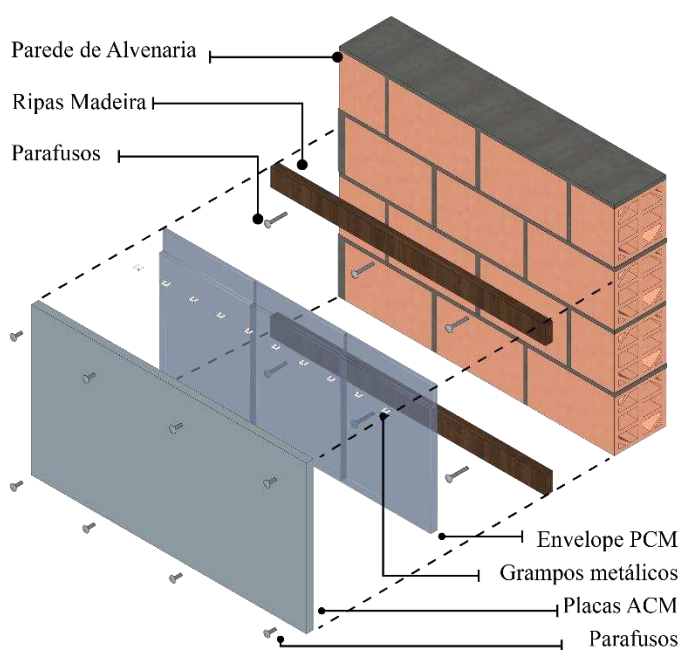 Parede de Alvenaria
Ripas Madeira
Parafusos
Envelope PCM
Grampos metálicos
Placas ACM
Parafusos